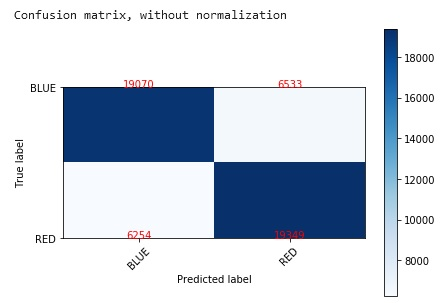 Confusion matrix, without normalization
BLUE
RED
True label
19070
6533
6254
19349
BLUE
RED
Predicted label
18000
16000
14000
12000
10000
8000